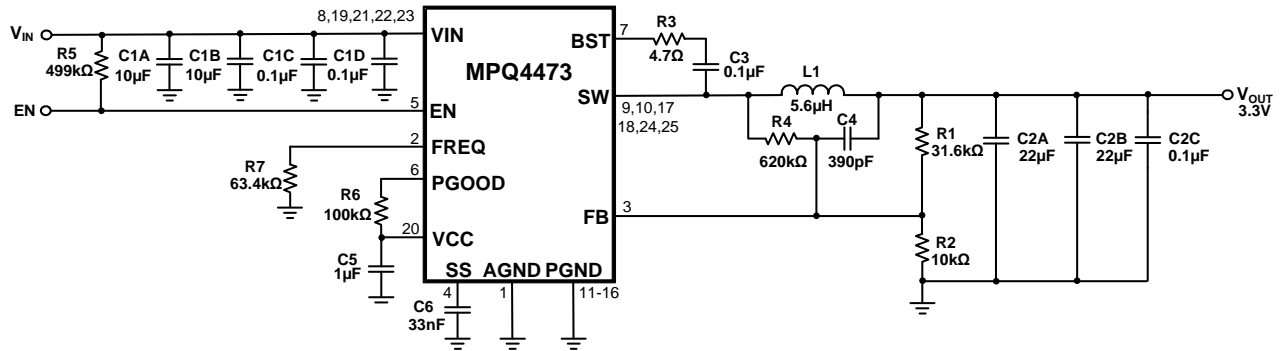 8,19,21,22,23
VIN
V_IN
R5
499kΩ
C1A
10µF
C1B
10µF
C1C
0.1µF
C1D
0.1µF
EN
5
EN
MPQ4473
BST
7
R3
4.7Ω
C3
0.1µF
SW
9,10,17
18,24,25
L1
5.6µH
R4
620kΩ
C4
390pF
V_OUT
3.3V
R1
31.6kΩ
C2A
22µF
C2B
22µF
C2C
0.1µF
2
FREQ
R7
63.4kΩ
6
PGOOD
R6
100kΩ
20
VCC
C5
1µF
FB
3
R2
10kΩ
SS
AGND
PGND
4
1
11-16
C6
33nF